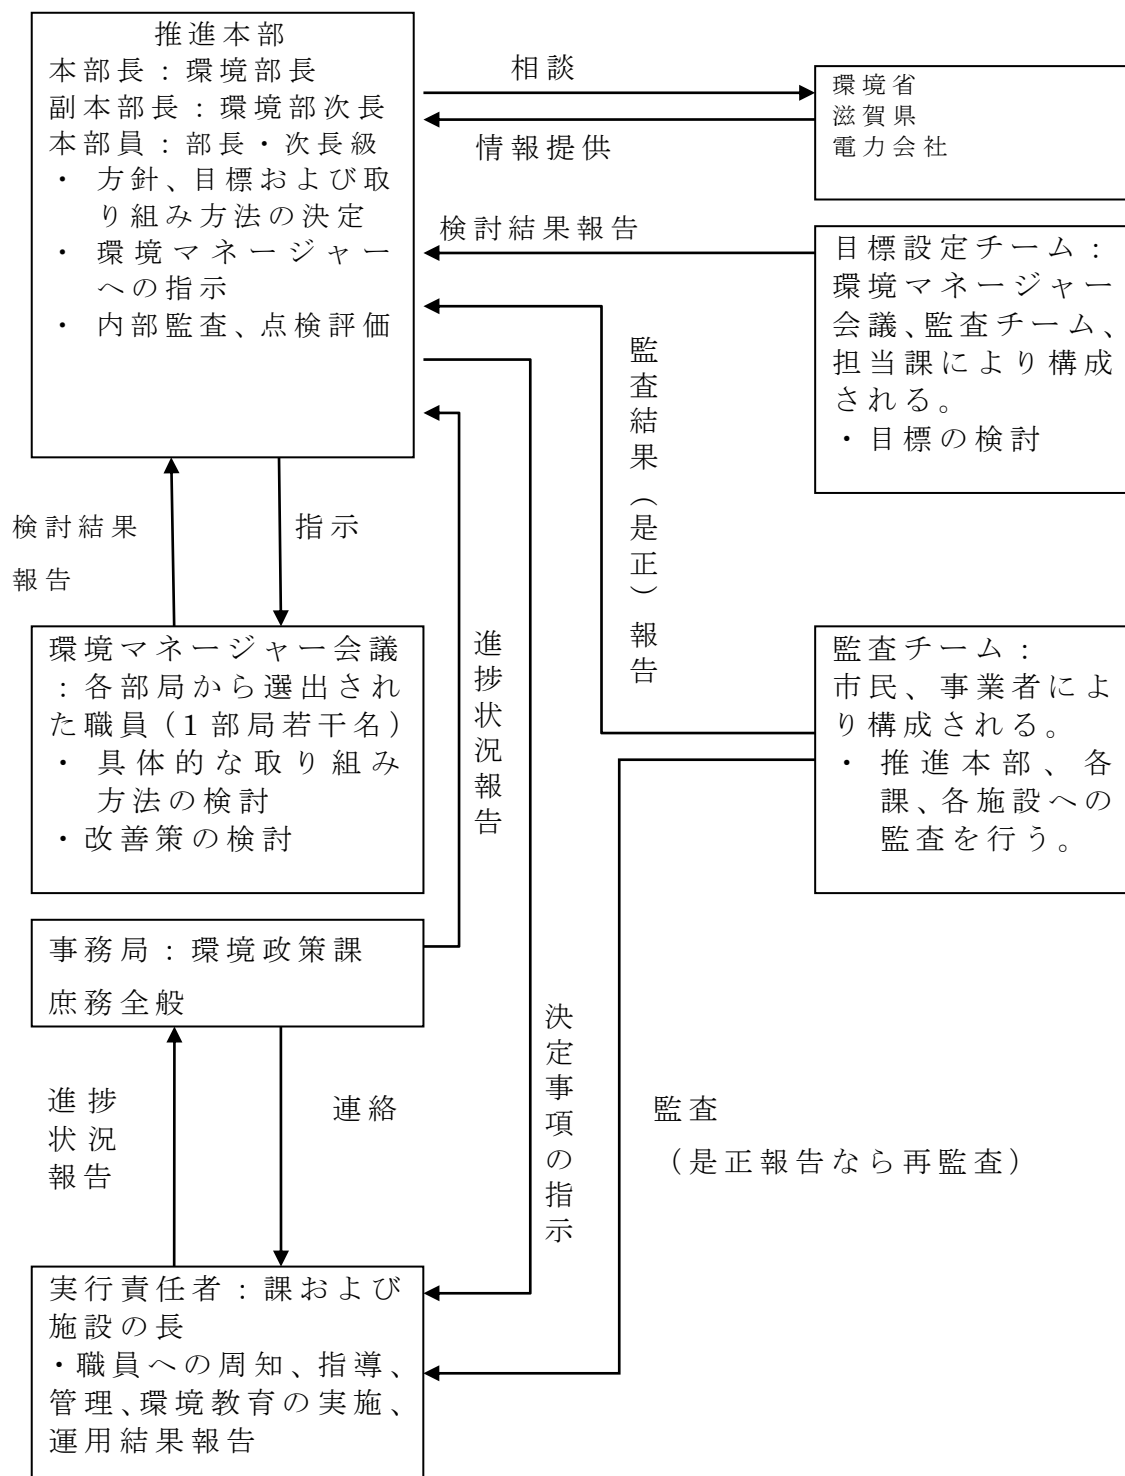 推進本部
本部長：環境部長
副本部長：環境部次長
本部員：部長・次長級
・ 方針、目標および取
り組み方法の決定
・ 環境マネージャー
への指示
・ 内部監査、点検評価
相談
情報提供
環境省
滋賀県
電力会社
検討結果報告
目標設定チーム：
環境マネージャー
会議、監査チーム、
担当課により構成
される。
・目標の検討
監査結果（是正）報告
検討結果
報告
指示
環境マネージャー会議
：各部局から選出され
た職員（1部局若干名）
・ 具体的な取り組み
方法の検討
・改善策の検討
進捗状況報告
監査チーム：
市民、事業者によ
り構成される。
・ 推進本部、各
課、各施設への
監査を行う。
事務局：環境政策課
庶務全般
進捗
状況
報告
連絡
決定事項の指示
監査
（是正報告なら再監査）
実行責任者：課および
施設の長
・職員への周知、指導、
管理、環境教育の実施、
運用結果報告